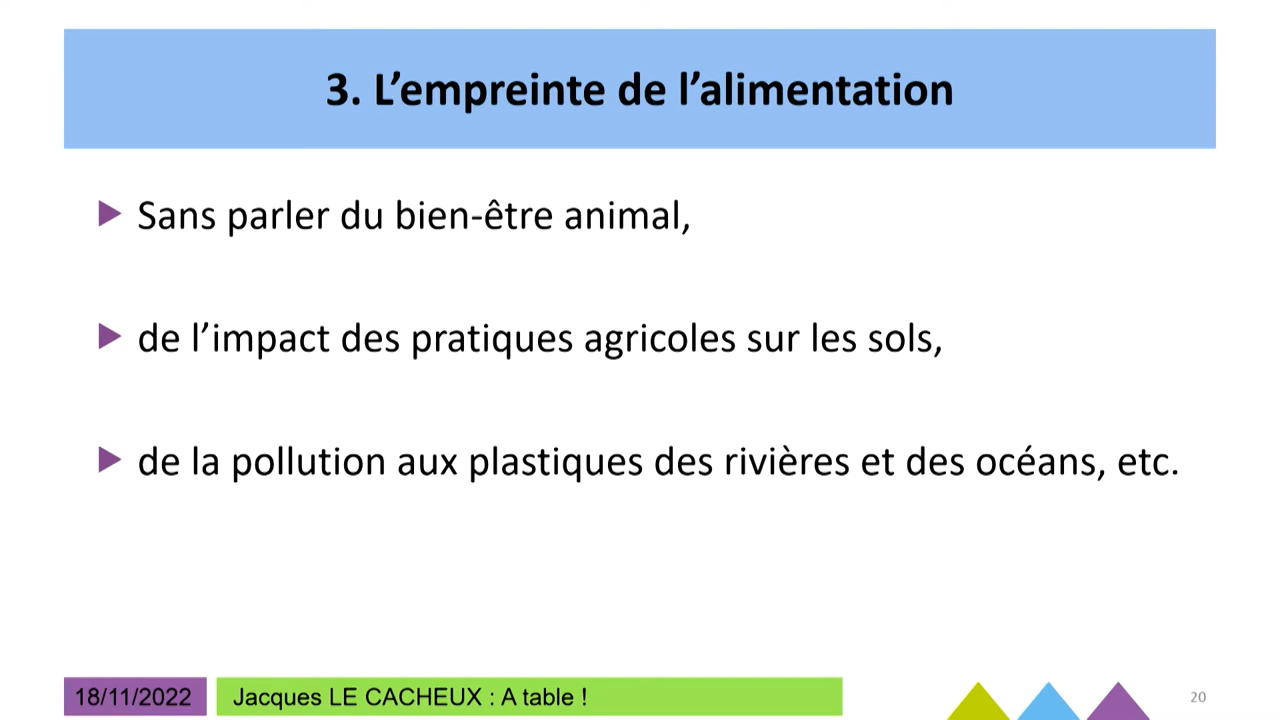 3. L’empreinte de l’alimentation
Sans parler du bien-être animal,
de l’impact des pratiques agricoles sur les sols,
de la pollution aux plastiques des rivières et des océans, etc.
18/11/2022
Jacques LE CACHEUX : A table !
20